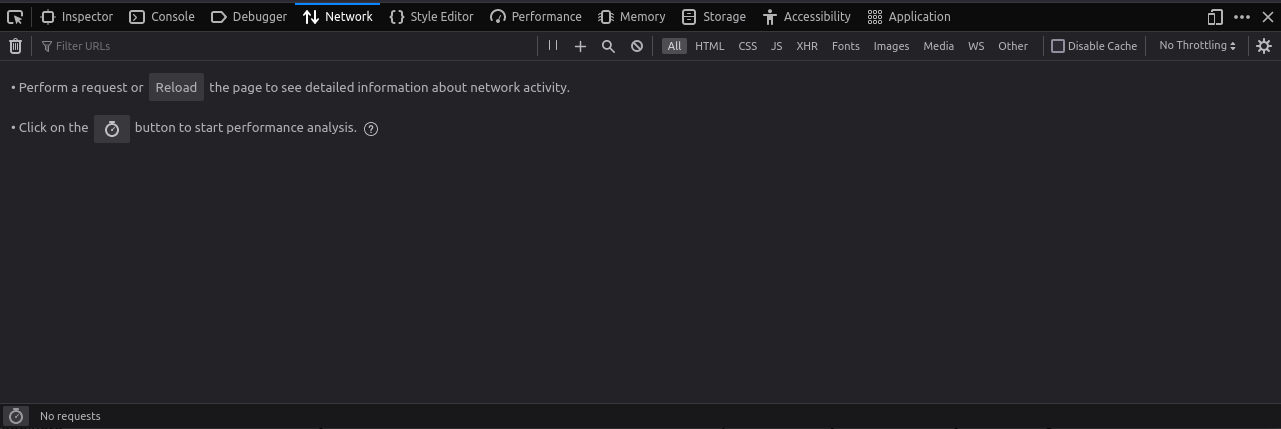 Inspector Console Debugger Network Style Editor Performance Memory Storage Accessibility Application
Filter URLs All HTML CSS JS XHR Fonts Images Media WS Other Disable Cache No Throttling
• Perform a request or Reload the page to see detailed information about network activity.
• Click on the button to start performance analysis. ?
No requests